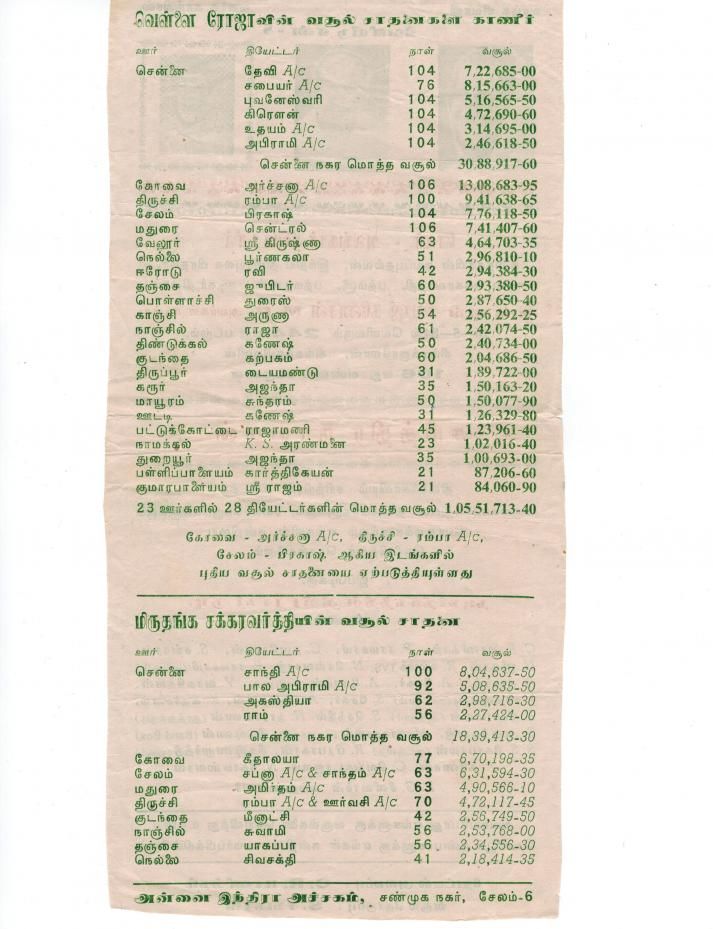 வெள்ளை ரோஜாவின் வசூல் சாதனைகளை காணீர்
ஊர் தியேட்டர் நாள் வசூல்
சென்னை தேவி A/c 104 7,22,685-00
சபையர் A/c 76 8,15,663-00
புவனேஸ்வரி 104 5,16,565-50
கிரௌன் 104 4,72,690-60
உதயம் A/c 104 3,14,695-00
அபிராமி A/c 104 2,46,618-50
சென்னை நகர மொத்த வசூல் 30,88,917-60
கோவை அர்ச்சனா A/c 106 13,08,683-95
திருச்சி ரம்பா A/c 100 9,41,638-65
சேலம் பிரகாஷ் 104 7,76,118-50
மதுரை சென்ட்ரல் 106 7,41,407-60
வேலூர் ஸ்ரீ கிருஷ்ணா 63 4,64,703-35
நெல்லை பூர்ணகலா 51 2,96,810-10
ஈரோடு ரவி 42 2,94,384-30
தஞ்சை ஜுபிடர் 60 2,93,380-50
பொள்ளாச்சி துரைஸ் 50 2,87,650-40
காஞ்சி அருணா 54 2,56,292-25
நாஞ்சில் ராஜா 61 2,42,074-50
திண்டுக்கல் கணேஷ் 50 2,40,734-00
குடந்தை கற்பகம் 60 2,04,686-50
திருப்பூர் டையமண்டு 31 1,89,722-00
கரூர் அஜந்தா 35 1,50,163-20
மாயூரம் சுந்தரம் 50 1,50,077-90
ஊட்டி கணேஷ் 31 1,26,329-80
பட்டுக்கோட்டை ராஜாமணி 45 1,23,961-40
நாமக்கல் K. S. அரண்மனை 23 1,02,016-40
துறையூர் அஜந்தா 35 1,00,693-00
பள்ளிப்பாளையம் கார்த்திகேயன் 21 87,206-60
குமாரபாளையம் ஸ்ரீ ராஜம் 21 84,060-90
23 ஊர்களில் 28 தியேட்டர்களின் மொத்த வசூல் 1,05,51,713-40
கோவை - அர்ச்சனா A/c, திருச்சி - ரம்பா A/c,
சேலம் - பிரகாஷ் ஆகிய இடங்களில்
புதிய வசூல் சாதனையை ஏற்படுத்தியுள்ளது
மிருதங்க சக்கரவர்த்தியின் வசூல் சாதனை
ஊர் தியேட்டர் நாள் வசூல்
சென்னை சாந்தி A/c 100 8,04,637-50
பால அபிராமி A/c 92 5,08,635-50
அகஸ்தியா 62 2,98,716-30
ராம் 56 2,27,424-00
சென்னை நகர மொத்த வசூல் 18,39,413-30
கோவை கீதாலயா 77 6,70,198-35
சேலம் சப்னா A/c & சாந்தம் A/c 63 6,31,594-30
மதுரை அமிர்தம் A/c 63 4,90,566-10
திருச்சி ரம்பா A/c & ஊர்வசி A/c 70 4,72,117-45
குடந்தை மீனாட்சி 42 2,56,749-50
நாஞ்சில் சுவாமி 56 2,53,768-00
தஞ்சை யாகப்பா 56 2,34,556-30
நெல்லை சிவசக்தி 41 2,18,414-35
அன்னை இந்திரா அச்சகம், சண்முக நகர், சேலம்-6